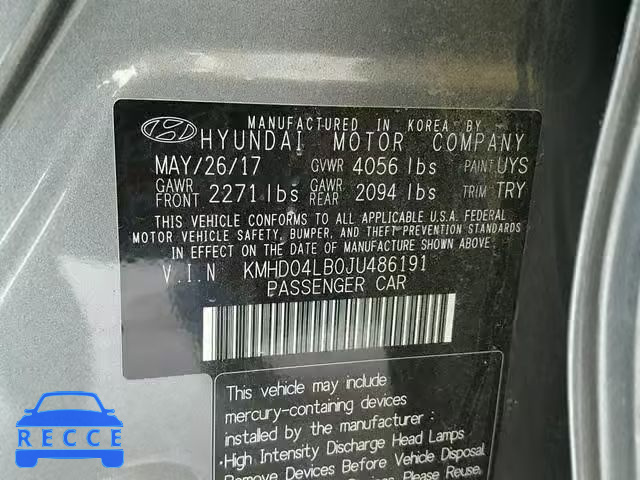 MANUFACTURED IN KOREA BY
HYUNDAI MOTOR COMPANY
MAY/26/17 GVWR 4056 lbs PAINT UYS
GAWR FRONT 2271 lbs GAWR REAR 2094 lbs TRIM TRY
THIS VEHICLE CONFORMS TO ALL APPLICABLE U.S.A. FEDERAL
MOTOR VEHICLE SAFETY, BUMPER, AND THEFT PREVENTION STANDARDS
IN EFFECT ON THE DATE OF MANUFACTURE SHOWN ABOVE.
V.I.N KMHD04LB0JU486191
PASSENGER CAR
This vehicle may include
mercury-containing devices
installed by the manufacturer :
·High Intensity Discharge Head Lamps
Remove Devices Before Vehicle Disposal.
Devices, Please Reuse,
RECCE